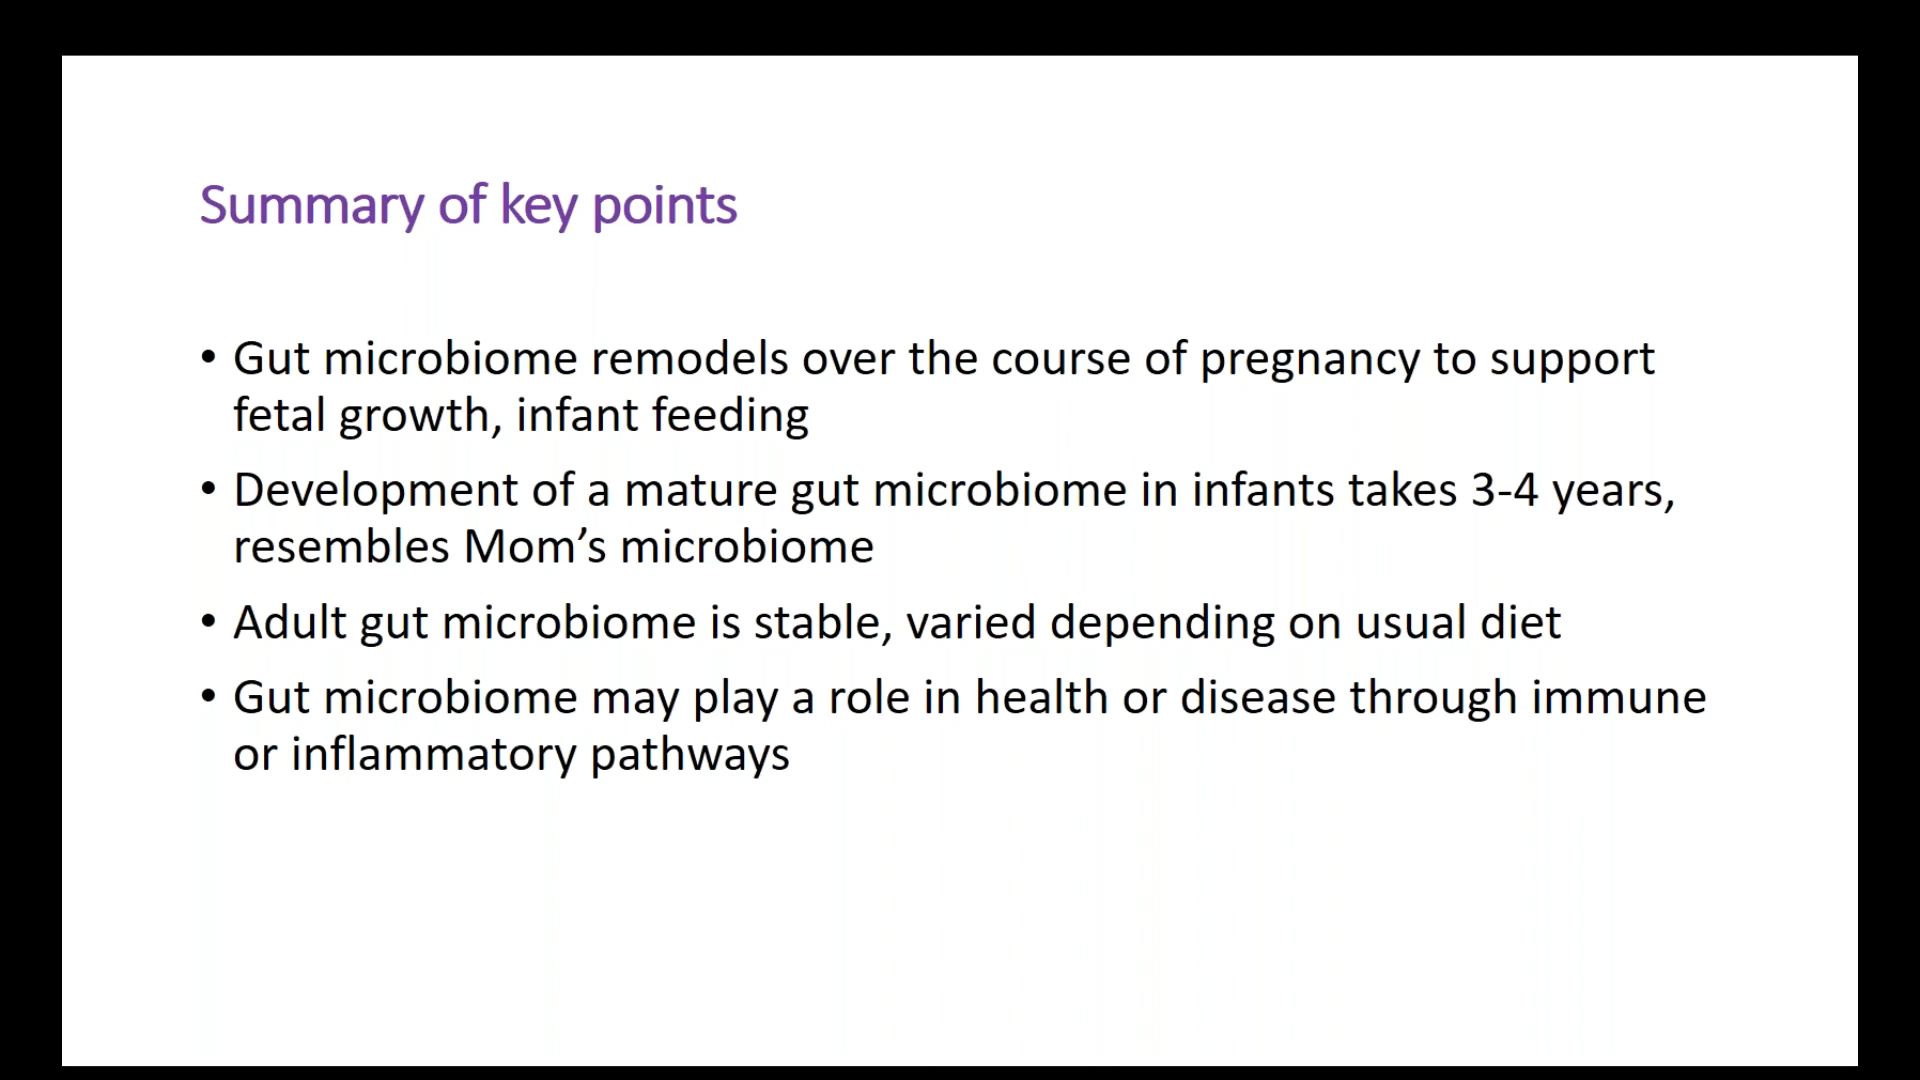 Summary of key points
• Gut microbiome remodels over the course of pregnancy to support
fetal growth, infant feeding
• Development of a mature gut microbiome in infants takes 3-4 years,
resembles Mom’s microbiome
• Adult gut microbiome is stable, varied depending on usual diet
• Gut microbiome may play a role in health or disease through immune
or inflammatory pathways